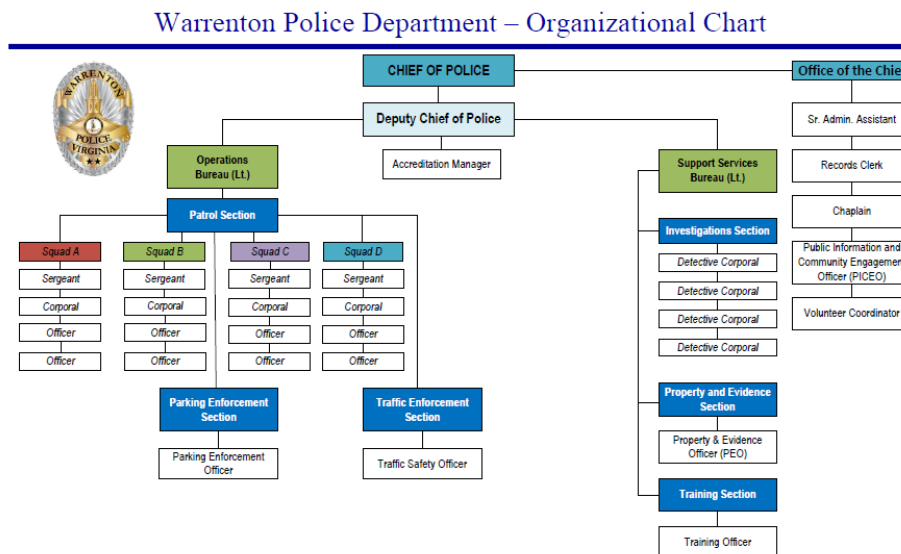 Warrenton Police Department – Organizational Chart
WARRENTON
POLICE
VIRGINIA
CHIEF OF POLICE
Office of the Chie
Deputy Chief of Police
Accreditation Manager
Sr. Admin. Assistant
Records Clerk
Chaplain
Public Information and
Community Engagemen
Officer (PICEO)
Volunteer Coordinator
Operations
Bureau (Lt.)
Patrol Section
Squad A
Sergeant
Corporal
Officer
Officer
Squad B
Sergeant
Corporal
Officer
Officer
Squad C
Sergeant
Corporal
Officer
Officer
Squad D
Sergeant
Corporal
Officer
Officer
Parking Enforcement
Section
Parking Enforcement
Officer
Traffic Enforcement
Section
Traffic Safety Officer
Support Services
Bureau (Lt.)
Investigations Section
Detective Corporal
Detective Corporal
Detective Corporal
Detective Corporal
Property and Evidence
Section
Property & Evidence
Officer (PEO)
Training Section
Training Officer